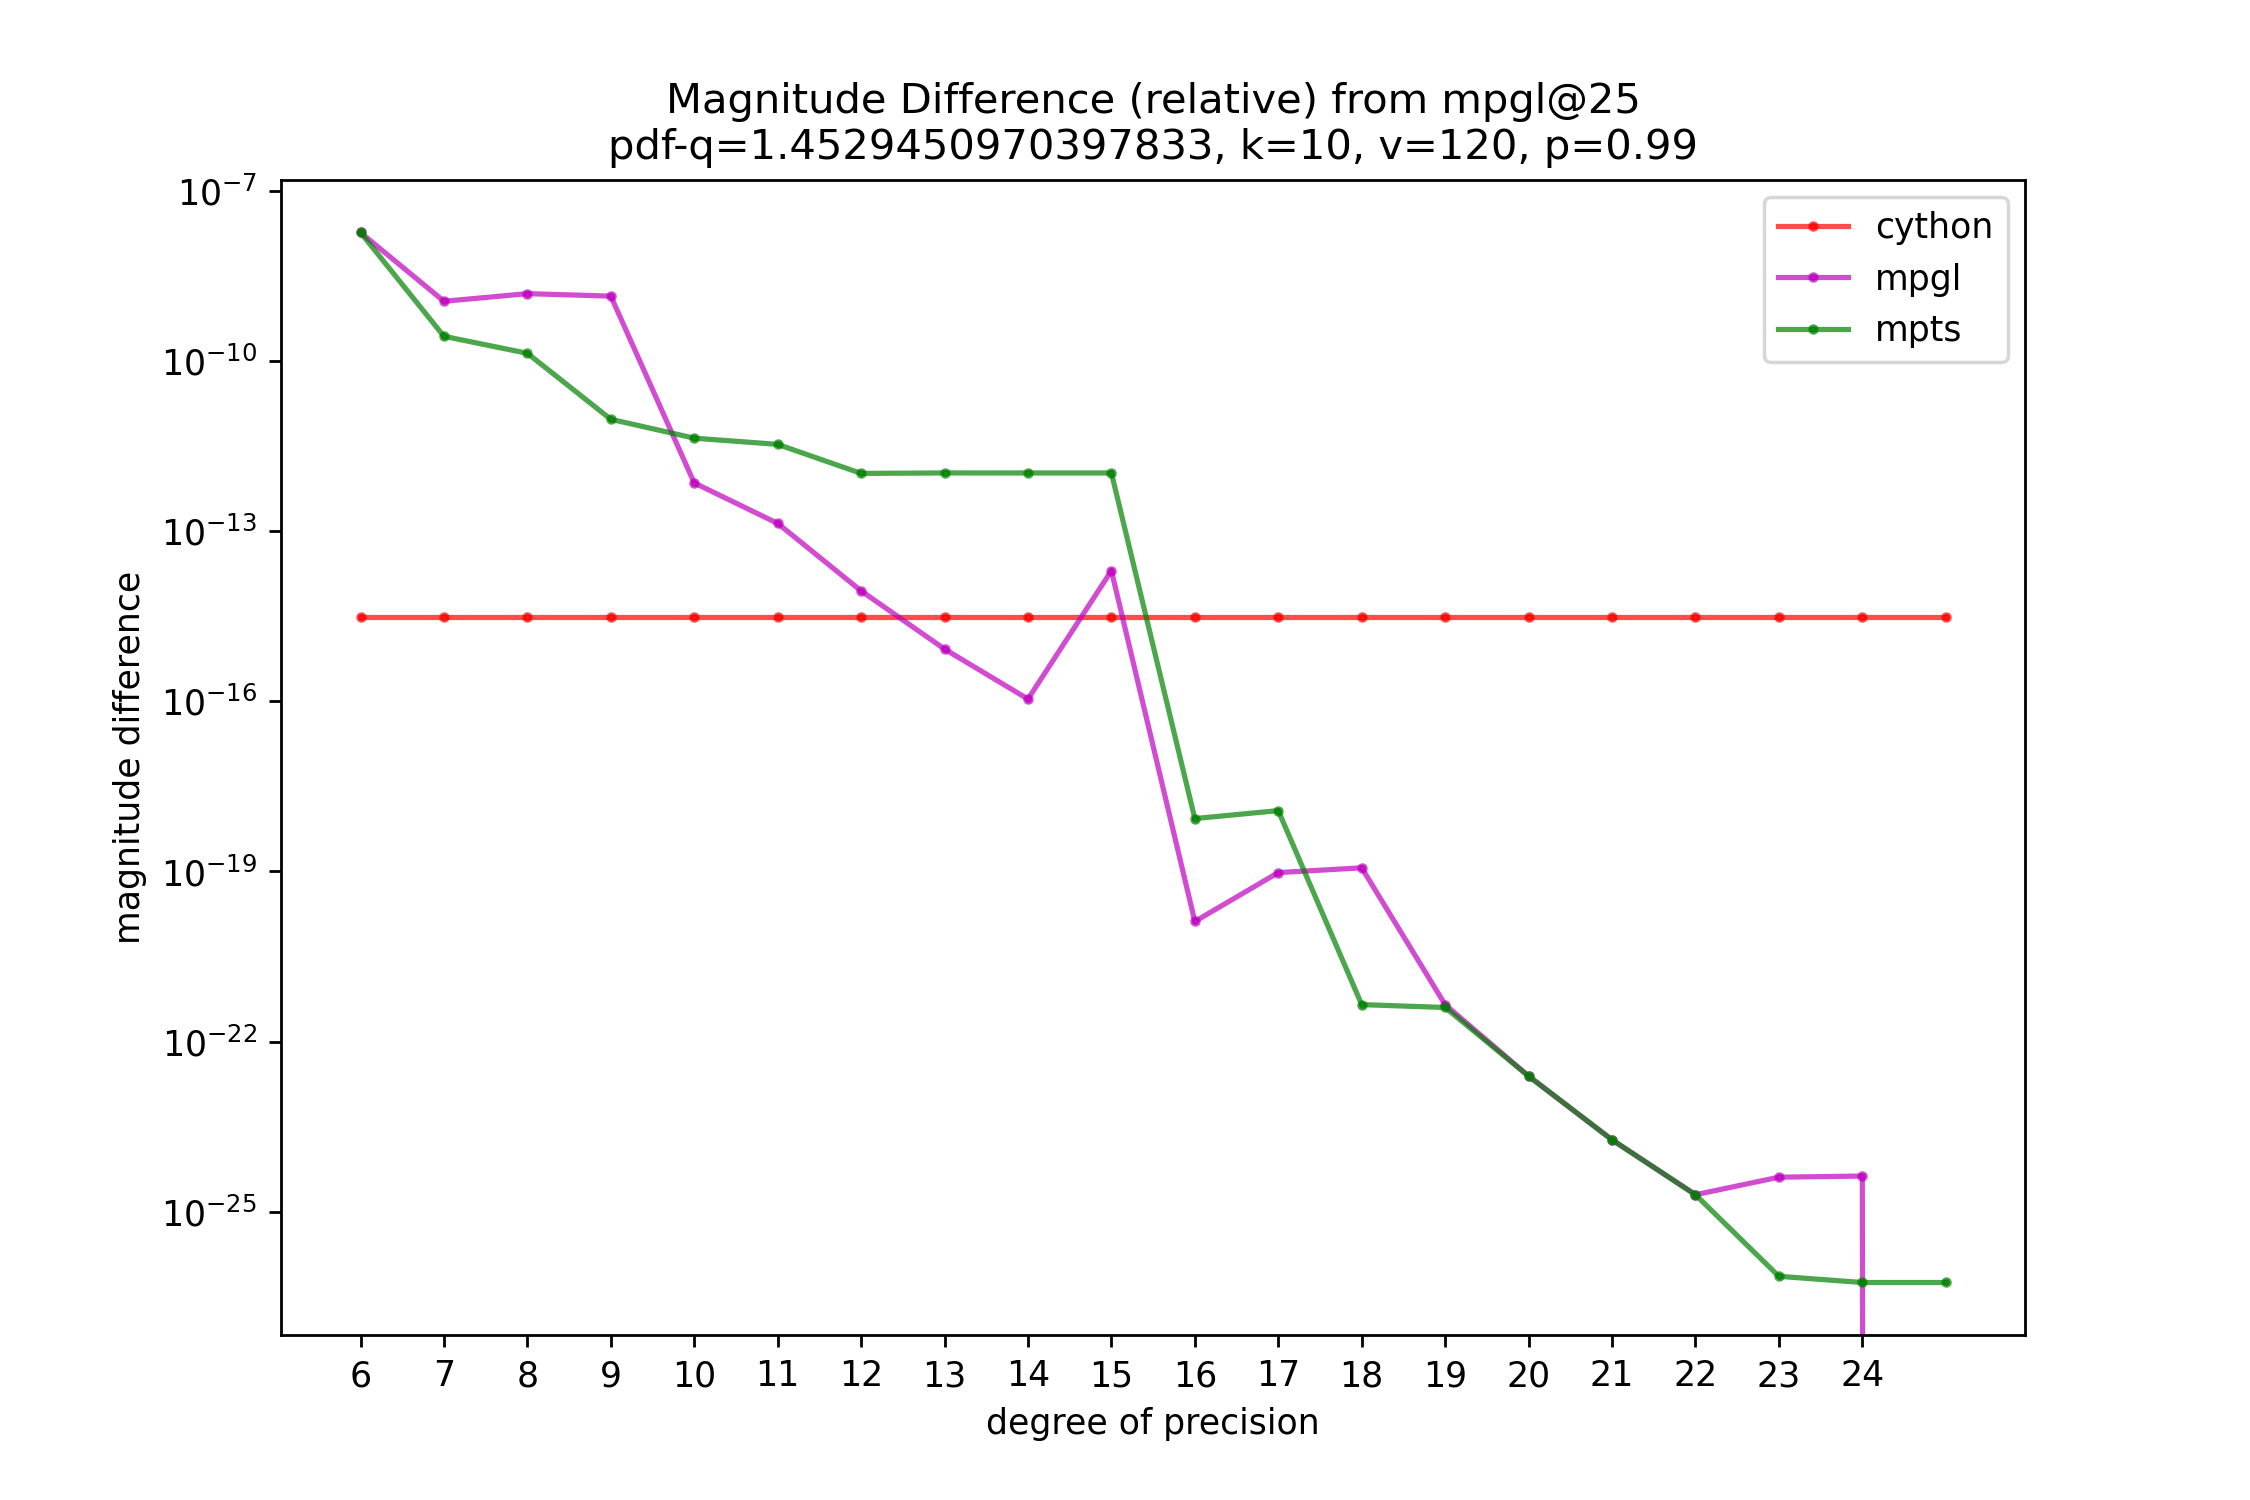 Magnitude Difference (relative) from mpgl@25
pdf-q=1.4529450970397833, k=10, v=120, p=0.99
cython
mpgl
mpts
magnitude difference
10⁻⁷
10⁻¹⁰
10⁻¹³
10⁻¹⁶
10⁻¹⁹
10⁻²²
10⁻²⁵
6 7 8 9 10 11 12 13 14 15 16 17 18 19 20 21 22 23 24
degree of precision